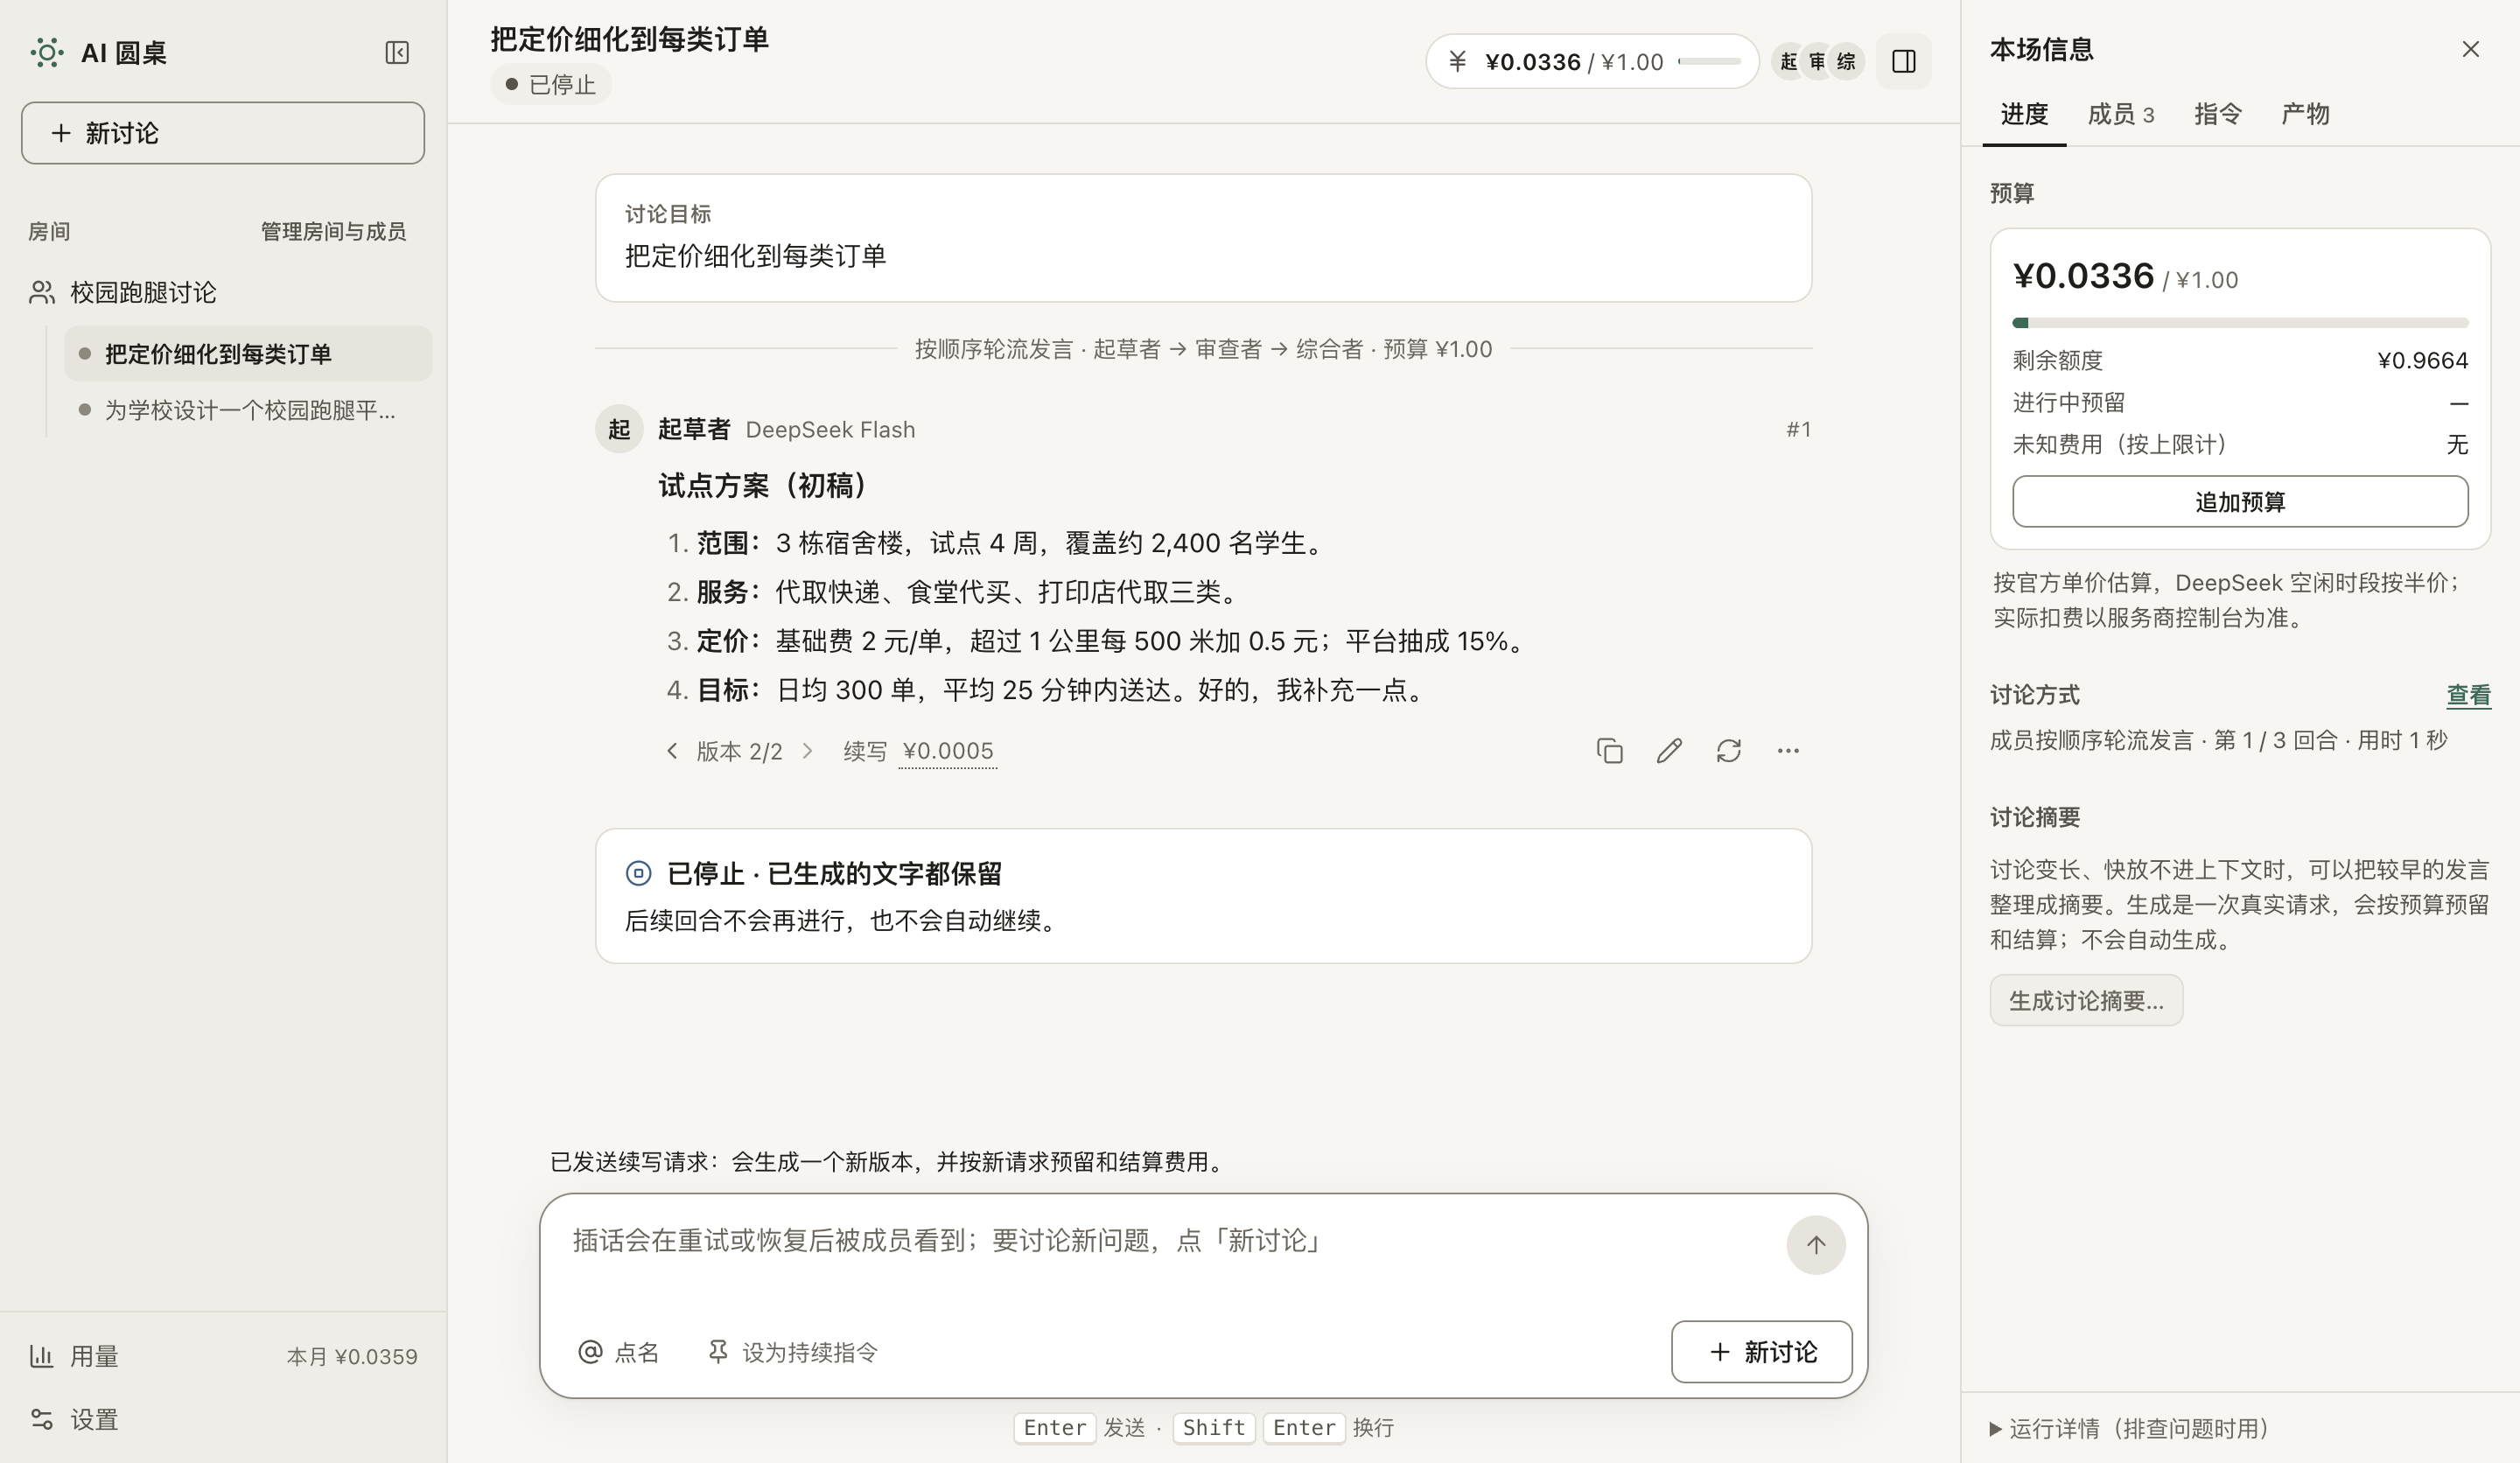 AI 圆桌
新讨论
房间
管理房间与成员
校园跑腿讨论
把定价细化到每类订单
为学校设计一个校园跑腿平...
用量
本月 ¥0.0359
设置
把定价细化到每类订单
已停止
¥0.0336 / ¥1.00
起
审
综
讨论目标
把定价细化到每类订单
按顺序轮流发言 · 起草者 → 审查者 → 综合者 · 预算 ¥1.00
起
起草者 DeepSeek Flash
#1
试点方案（初稿）
1. 范围：3 栋宿舍楼，试点 4 周，覆盖约 2,400 名学生。
2. 服务：代取快递、食堂代买、打印店代取三类。
3. 定价：基础费 2 元/单，超过 1 公里每 500 米加 0.5 元；平台抽成 15%。
4. 目标：日均 300 单，平均 25 分钟内送达。好的，我补充一点。
版本 2/2
续写 ¥0.0005
已停止 · 已生成的文字都保留
后续回合不会再进行，也不会自动继续。
已发送续写请求：会生成一个新版本，并按新请求预留和结算费用。
插话会在重试或恢复后被成员看到；要讨论新问题，点「新讨论」
点名
设为持续指令
新讨论
Enter 发送 · Shift Enter 换行
本场信息
进度
成员 3
指令
产物
预算
¥0.0336 / ¥1.00
剩余额度 ¥0.9664
进行中预留 —
未知费用（按上限计） 无
追加预算
按官方单价估算，DeepSeek 空闲时段按半价；
实际扣费以服务商控制台为准。
讨论方式
查看
成员按顺序轮流发言 · 第 1 / 3 回合 · 用时 1 秒
讨论摘要
讨论变长、快放不进上下文时，可以把较早的发言
整理成摘要。生成是一次真实请求，会按预算预留
和结算；不会自动生成。
生成讨论摘要...
运行详情（排查问题时用）